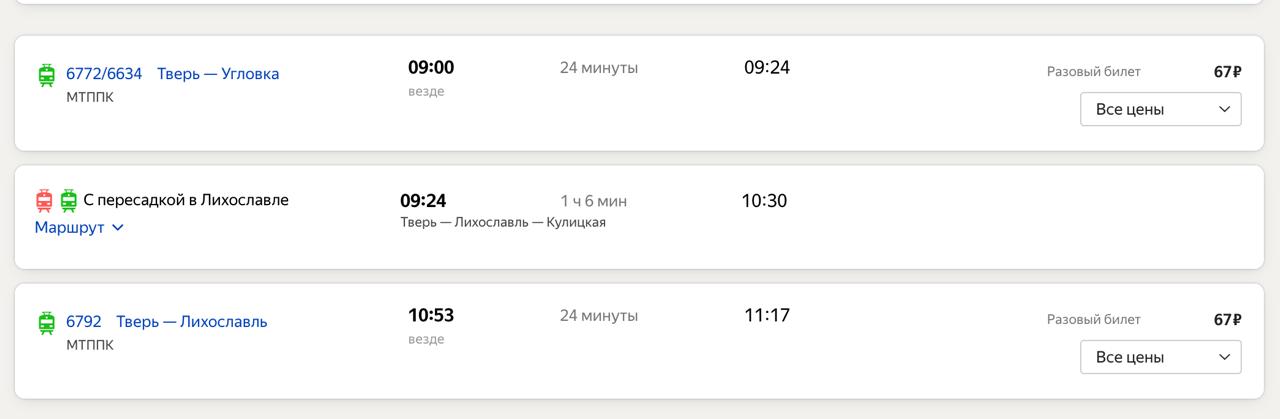 6772/6634 Тверь — Угловка 09:00 24 минуты 09:24 Разовый билет 67₽
МТППК везде Все цены
С пересадкой в Лихославле 09:24 1 ч 6 мин 10:30
Маршрут Тверь — Лихославль — Кулицкая
6792 Тверь — Лихославль 10:53 24 минуты 11:17 Разовый билет 67₽
МТППК везде Все цены